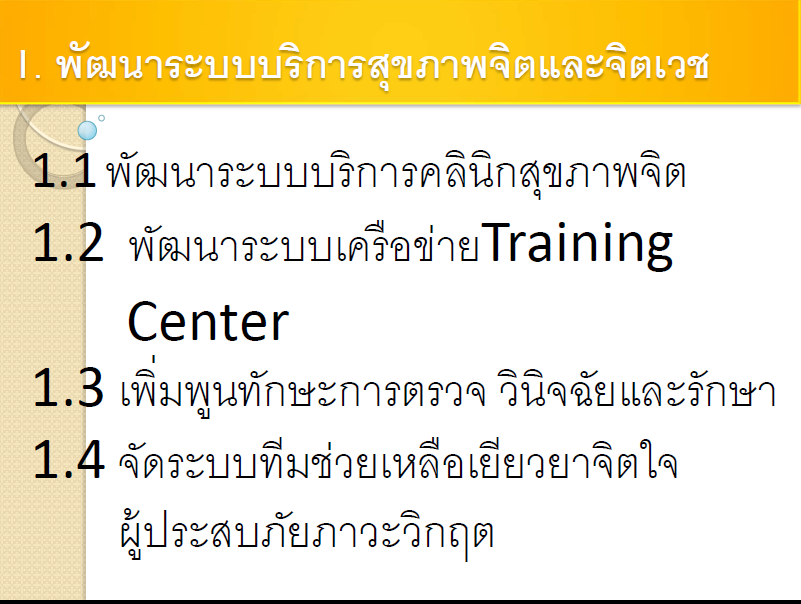 1. พัฒนาระบบบริการสุขภาพจิตและจิตเวช
1.1 พัฒนาระบบบริการคลินิกสุขภาพจิต
1.2 พัฒนาระบบเครือข่ายTraining
Center
1.3 เพิ่มพูนทักษะการตรวจ วินิจฉัยและรักษา
1.4 จัดระบบทีมช่วยเหลือเยียวยาจิตใจ
ผู้ประสบภัยภาวะวิกฤต